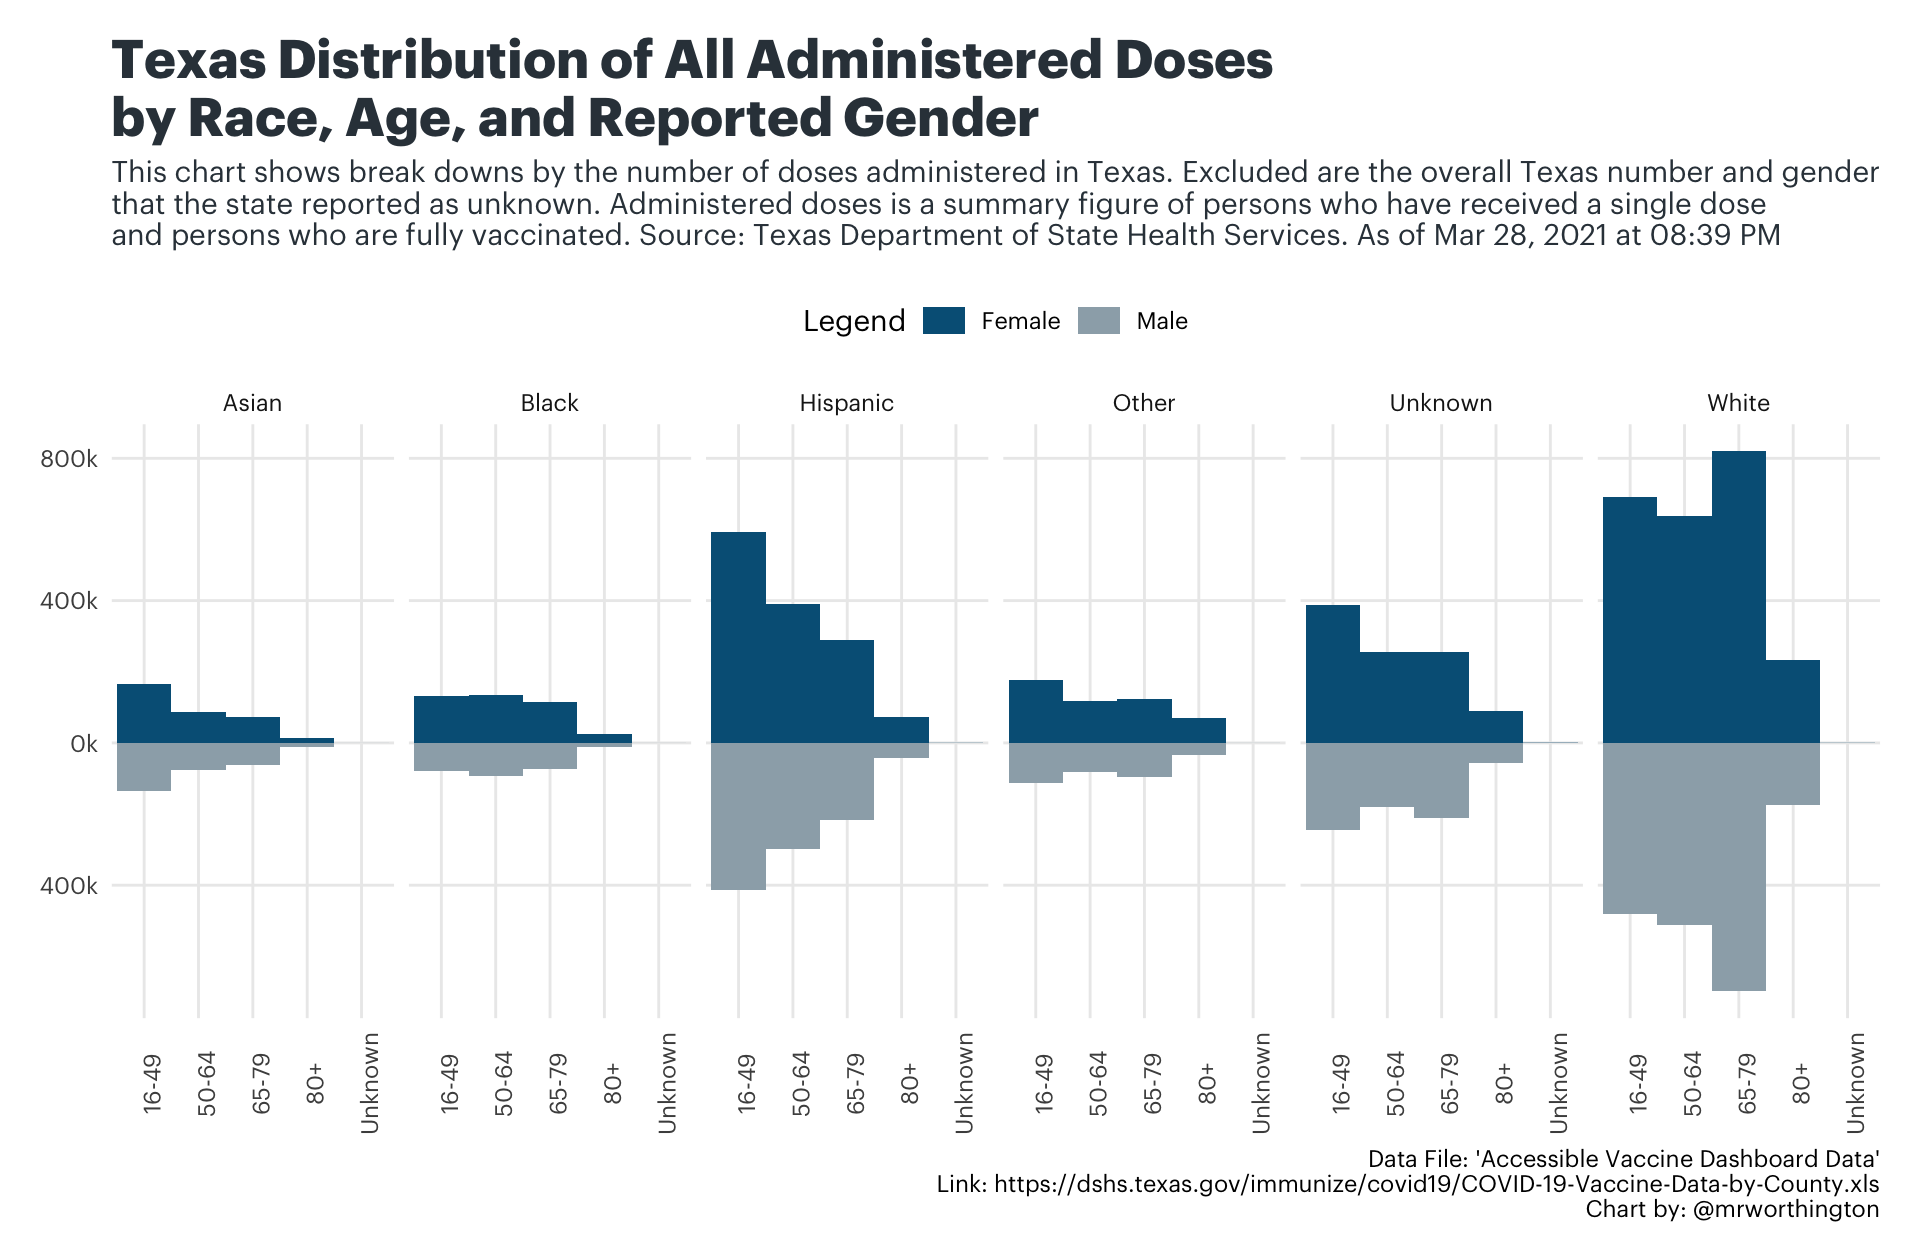 Texas Distribution of All Administered Doses
by Race, Age, and Reported Gender
This chart shows break downs by the number of doses administered in Texas. Excluded are the overall Texas number and gender
that the state reported as unknown. Administered doses is a summary figure of persons who have received a single dose
and persons who are fully vaccinated. Source: Texas Department of State Health Services. As of Mar 28, 2021 at 08:39 PM
Legend Female Male
Asian Black Hispanic Other Unknown White
800k
400k
0k
400k
16-49 50-64 65-79 80+ Unknown 16-49 50-64 65-79 80+ Unknown 16-49 50-64 65-79 80+ Unknown 16-49 50-64 65-79 80+ Unknown 16-49 50-64 65-79 80+ Unknown 16-49 50-64 65-79 80+ Unknown
Data File: 'Accessible Vaccine Dashboard Data'
Link: https://dshs.texas.gov/immunize/covid19/COVID-19-Vaccine-Data-by-County.xls
Chart by: @mrworthington